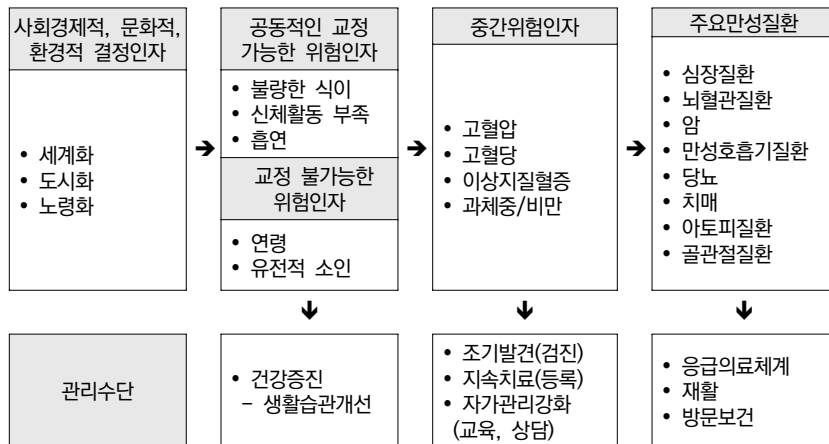 사회경제적, 문화적,
환경적 결정인자
• 세계화
• 도시화
• 노령화
➔
공동적인 교정
가능한 위험인자
• 불량한 식이
• 신체활동 부족
• 흡연
교정 불가능한
위험인자
• 연령
• 유전적 소인
➔
중간위험인자
• 고혈압
• 고혈당
• 이상지질혈증
• 과체중/비만
➔
주요만성질환
• 심장질환
• 뇌혈관질환
• 암
• 만성호흡기질환
• 당뇨
• 치매
• 아토피질환
• 골관절질환
관리수단
• 건강증진
– 생활습관개선
• 조기발견(검진)
• 지속치료(등록)
• 자가관리강화
(교육, 상담)
• 응급의료체계
• 재활
• 방문보건